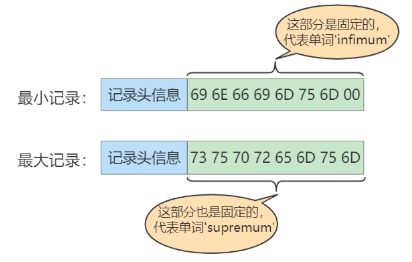 这部分是固定的，
代表单词'infimum'
最小记录：
记录头信息
69 6E 66 69 6D 75 6D 00
最大记录：
记录头信息
73 75 70 72 65 6D 75 6D
这部分也是固定的，
代表单词'supremum'